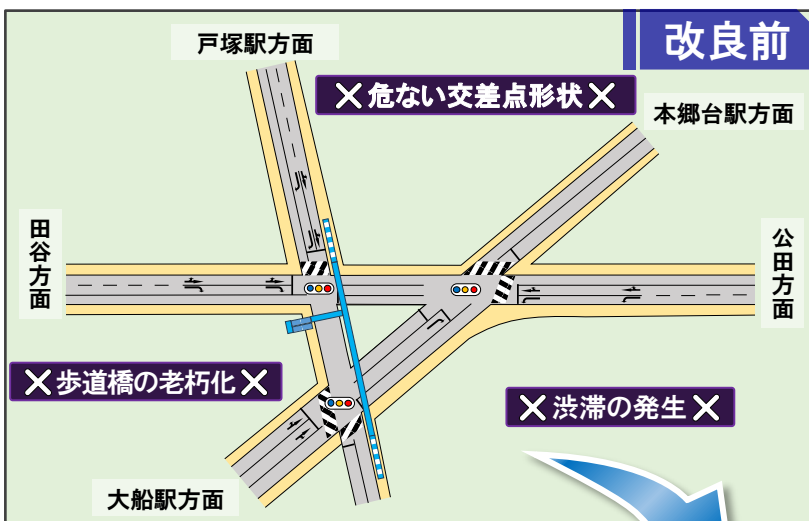 改良前
戸塚駅方面
×危ない交差点形状×
本郷台駅方面
田谷方面
公田方面
×歩道橋の老朽化×
×渋滞の発生×
大船駅方面